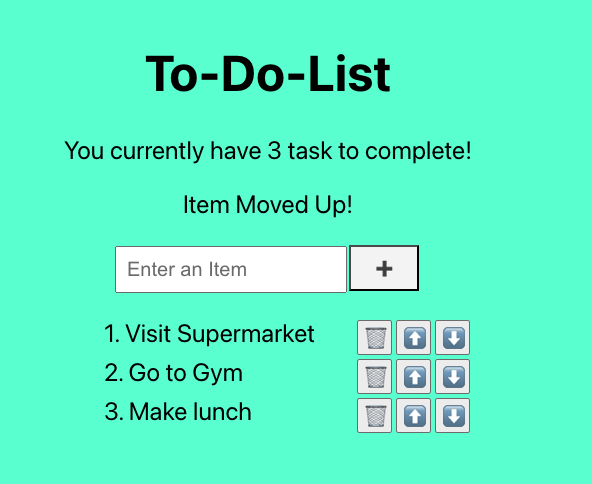 To-Do-List
You currently have 3 task to complete!
Item Moved Up!
Enter an Item
1. Visit Supermarket
2. Go to Gym
3. Make lunch